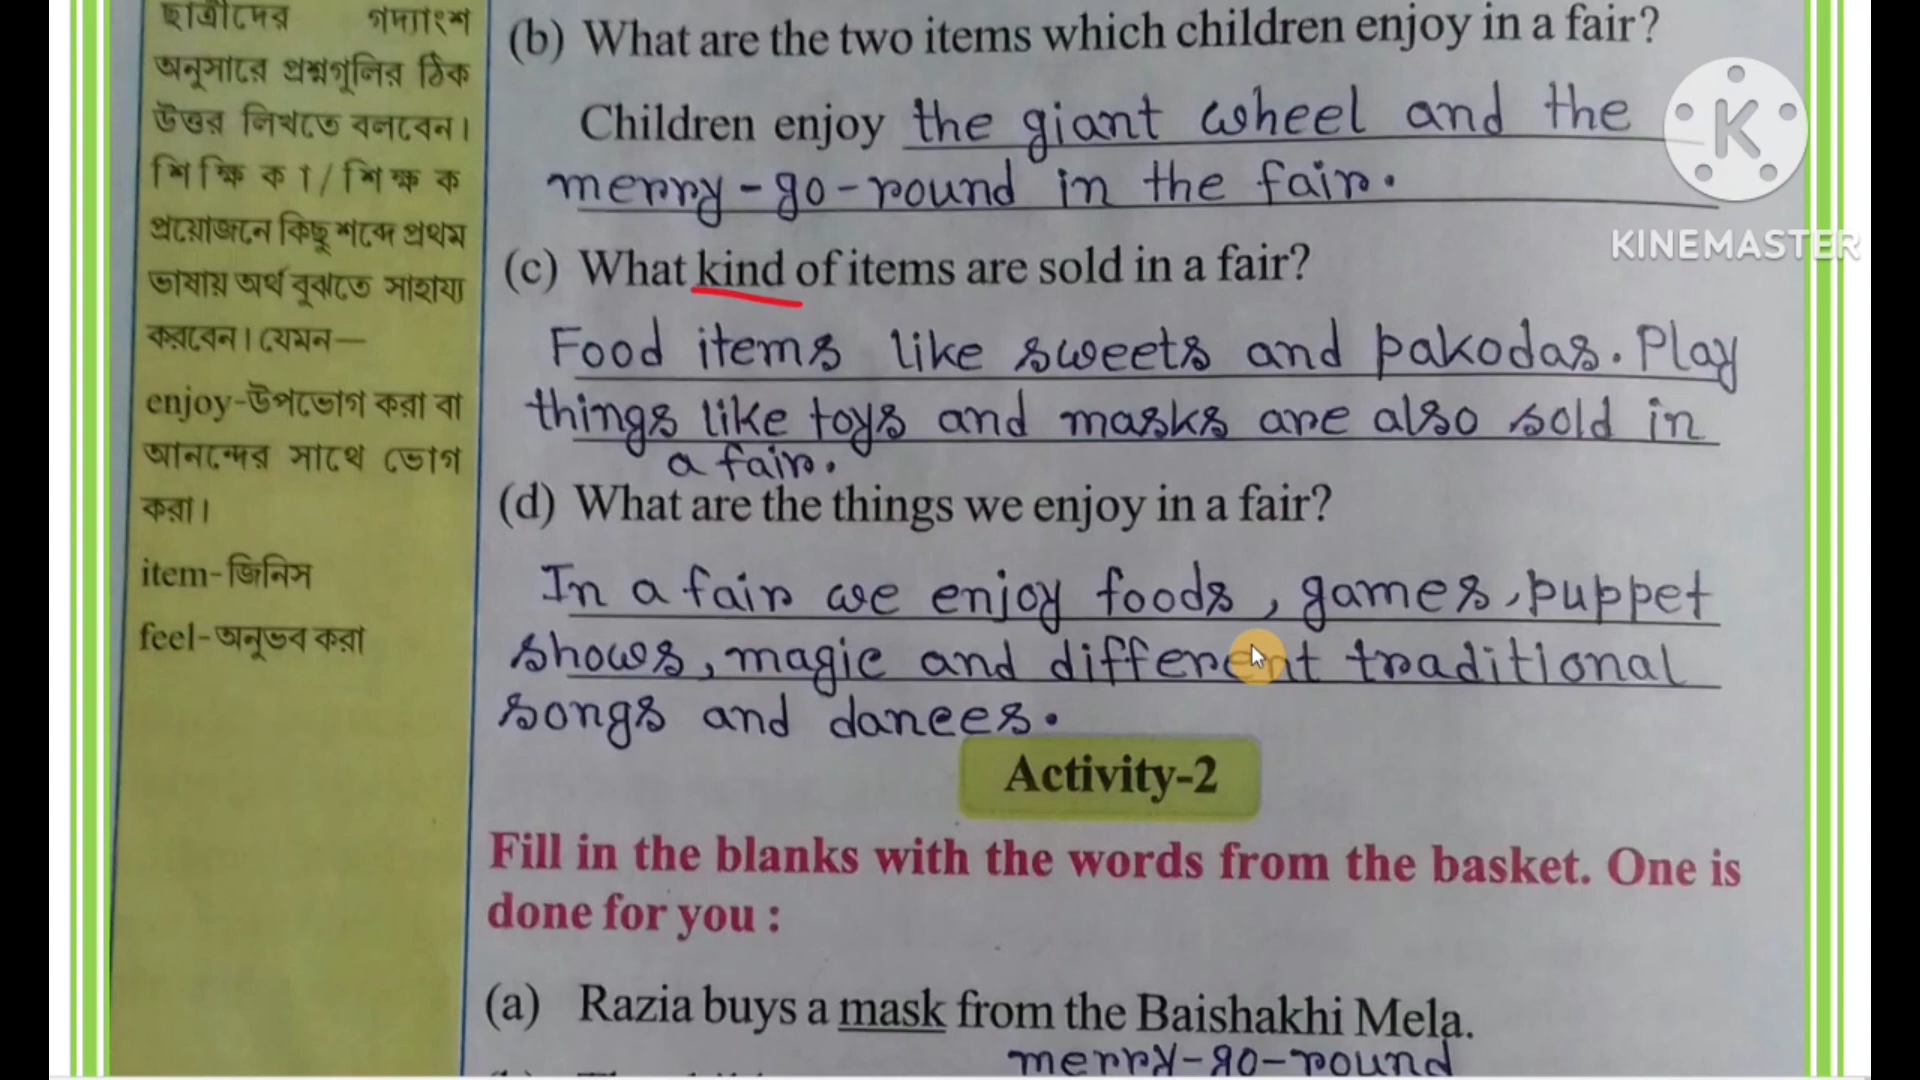 ছাত্রীদের গদ্যাংশ
অনুসারে প্রশ্নগুলির ঠিক
উত্তর লিখতে বলবেন।
শিক্ষিকা/শিক্ষক
প্রয়োজনে কিছু শব্দে প্রথম
ভাষায় অর্থ বুঝতে সাহায্য
করবেন। যেমন—
enjoy-উপভোগ করা বা
আনন্দের সাথে ভোগ
করা।
item-জিনিস
feel-অনুভব করা
(b) What are the two items which children enjoy in a fair?
Children enjoy the giant wheel and the
merry-go-round in the fair.
(c) What kind of items are sold in a fair?
Food items like sweets and pakodas. Play
things like toys and masks are also sold in
a fair.
(d) What are the things we enjoy in a fair?
In a fair we enjoy foods, games, puppet
shows, magic and different traditional
songs and dances.
Activity-2
Fill in the blanks with the words from the basket. One is
done for you :
(a) Razia buys a mask from the Baishakhi Mela.
merry-go-round
K
KINEMASTER